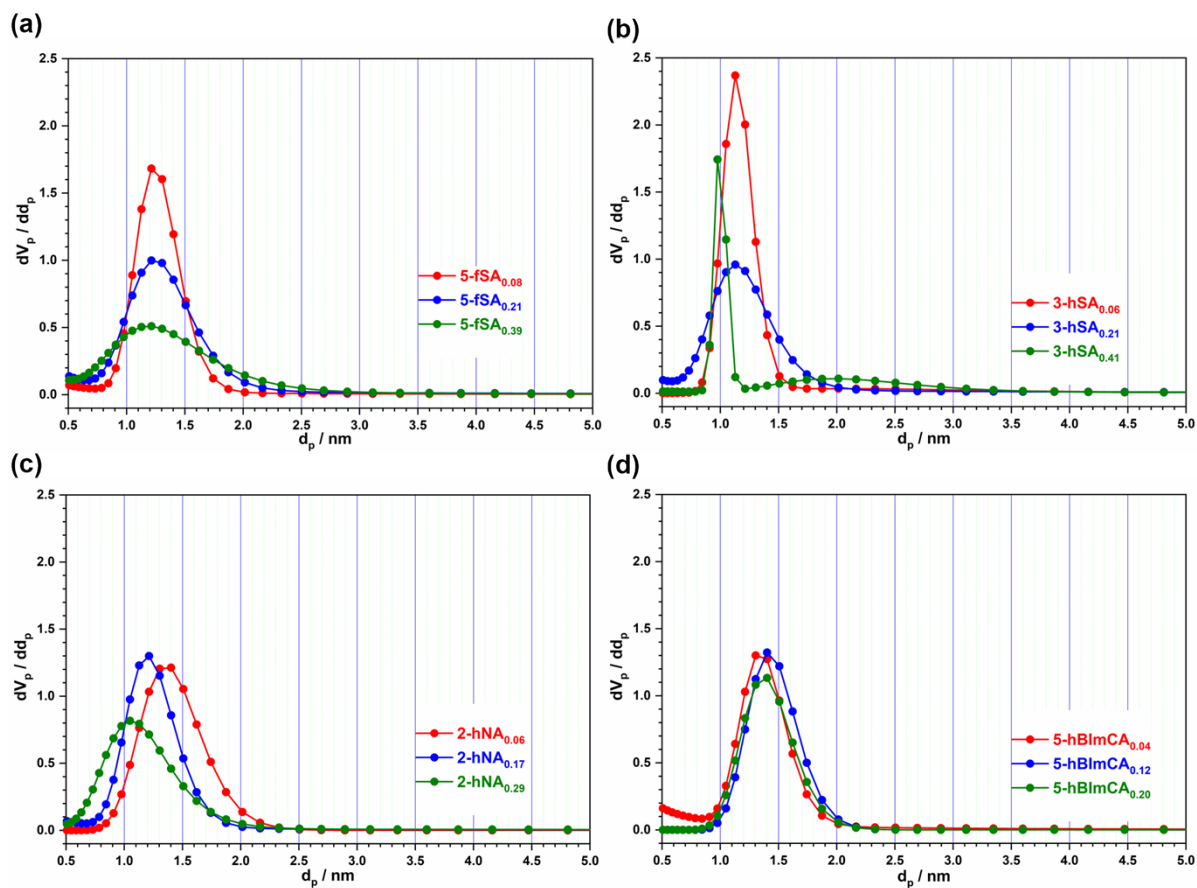 (a)
dVp / ddp
2.5
2.0
1.5
1.0
0.5
0.0
5-fSA0.08
5-fSA0.21
5-fSA0.39
0.5 1.0 1.5 2.0 2.5 3.0 3.5 4.0 4.5 5.0
dp / nm
(b)
dVp / ddp
2.5
2.0
1.5
1.0
0.5
0.0
3-hSA0.06
3-hSA0.21
3-hSA0.41
0.5 1.0 1.5 2.0 2.5 3.0 3.5 4.0 4.5 5.0
dp / nm
(c)
dVp / ddp
2.5
2.0
1.5
1.0
0.5
0.0
2-hNA0.06
2-hNA0.17
2-hNA0.29
0.5 1.0 1.5 2.0 2.5 3.0 3.5 4.0 4.5 5.0
dp / nm
(d)
dVp / ddp
2.5
2.0
1.5
1.0
0.5
0.0
5-hBImCA0.04
5-hBImCA0.12
5-hBImCA0.20
0.5 1.0 1.5 2.0 2.5 3.0 3.5 4.0 4.5 5.0
dp / nm